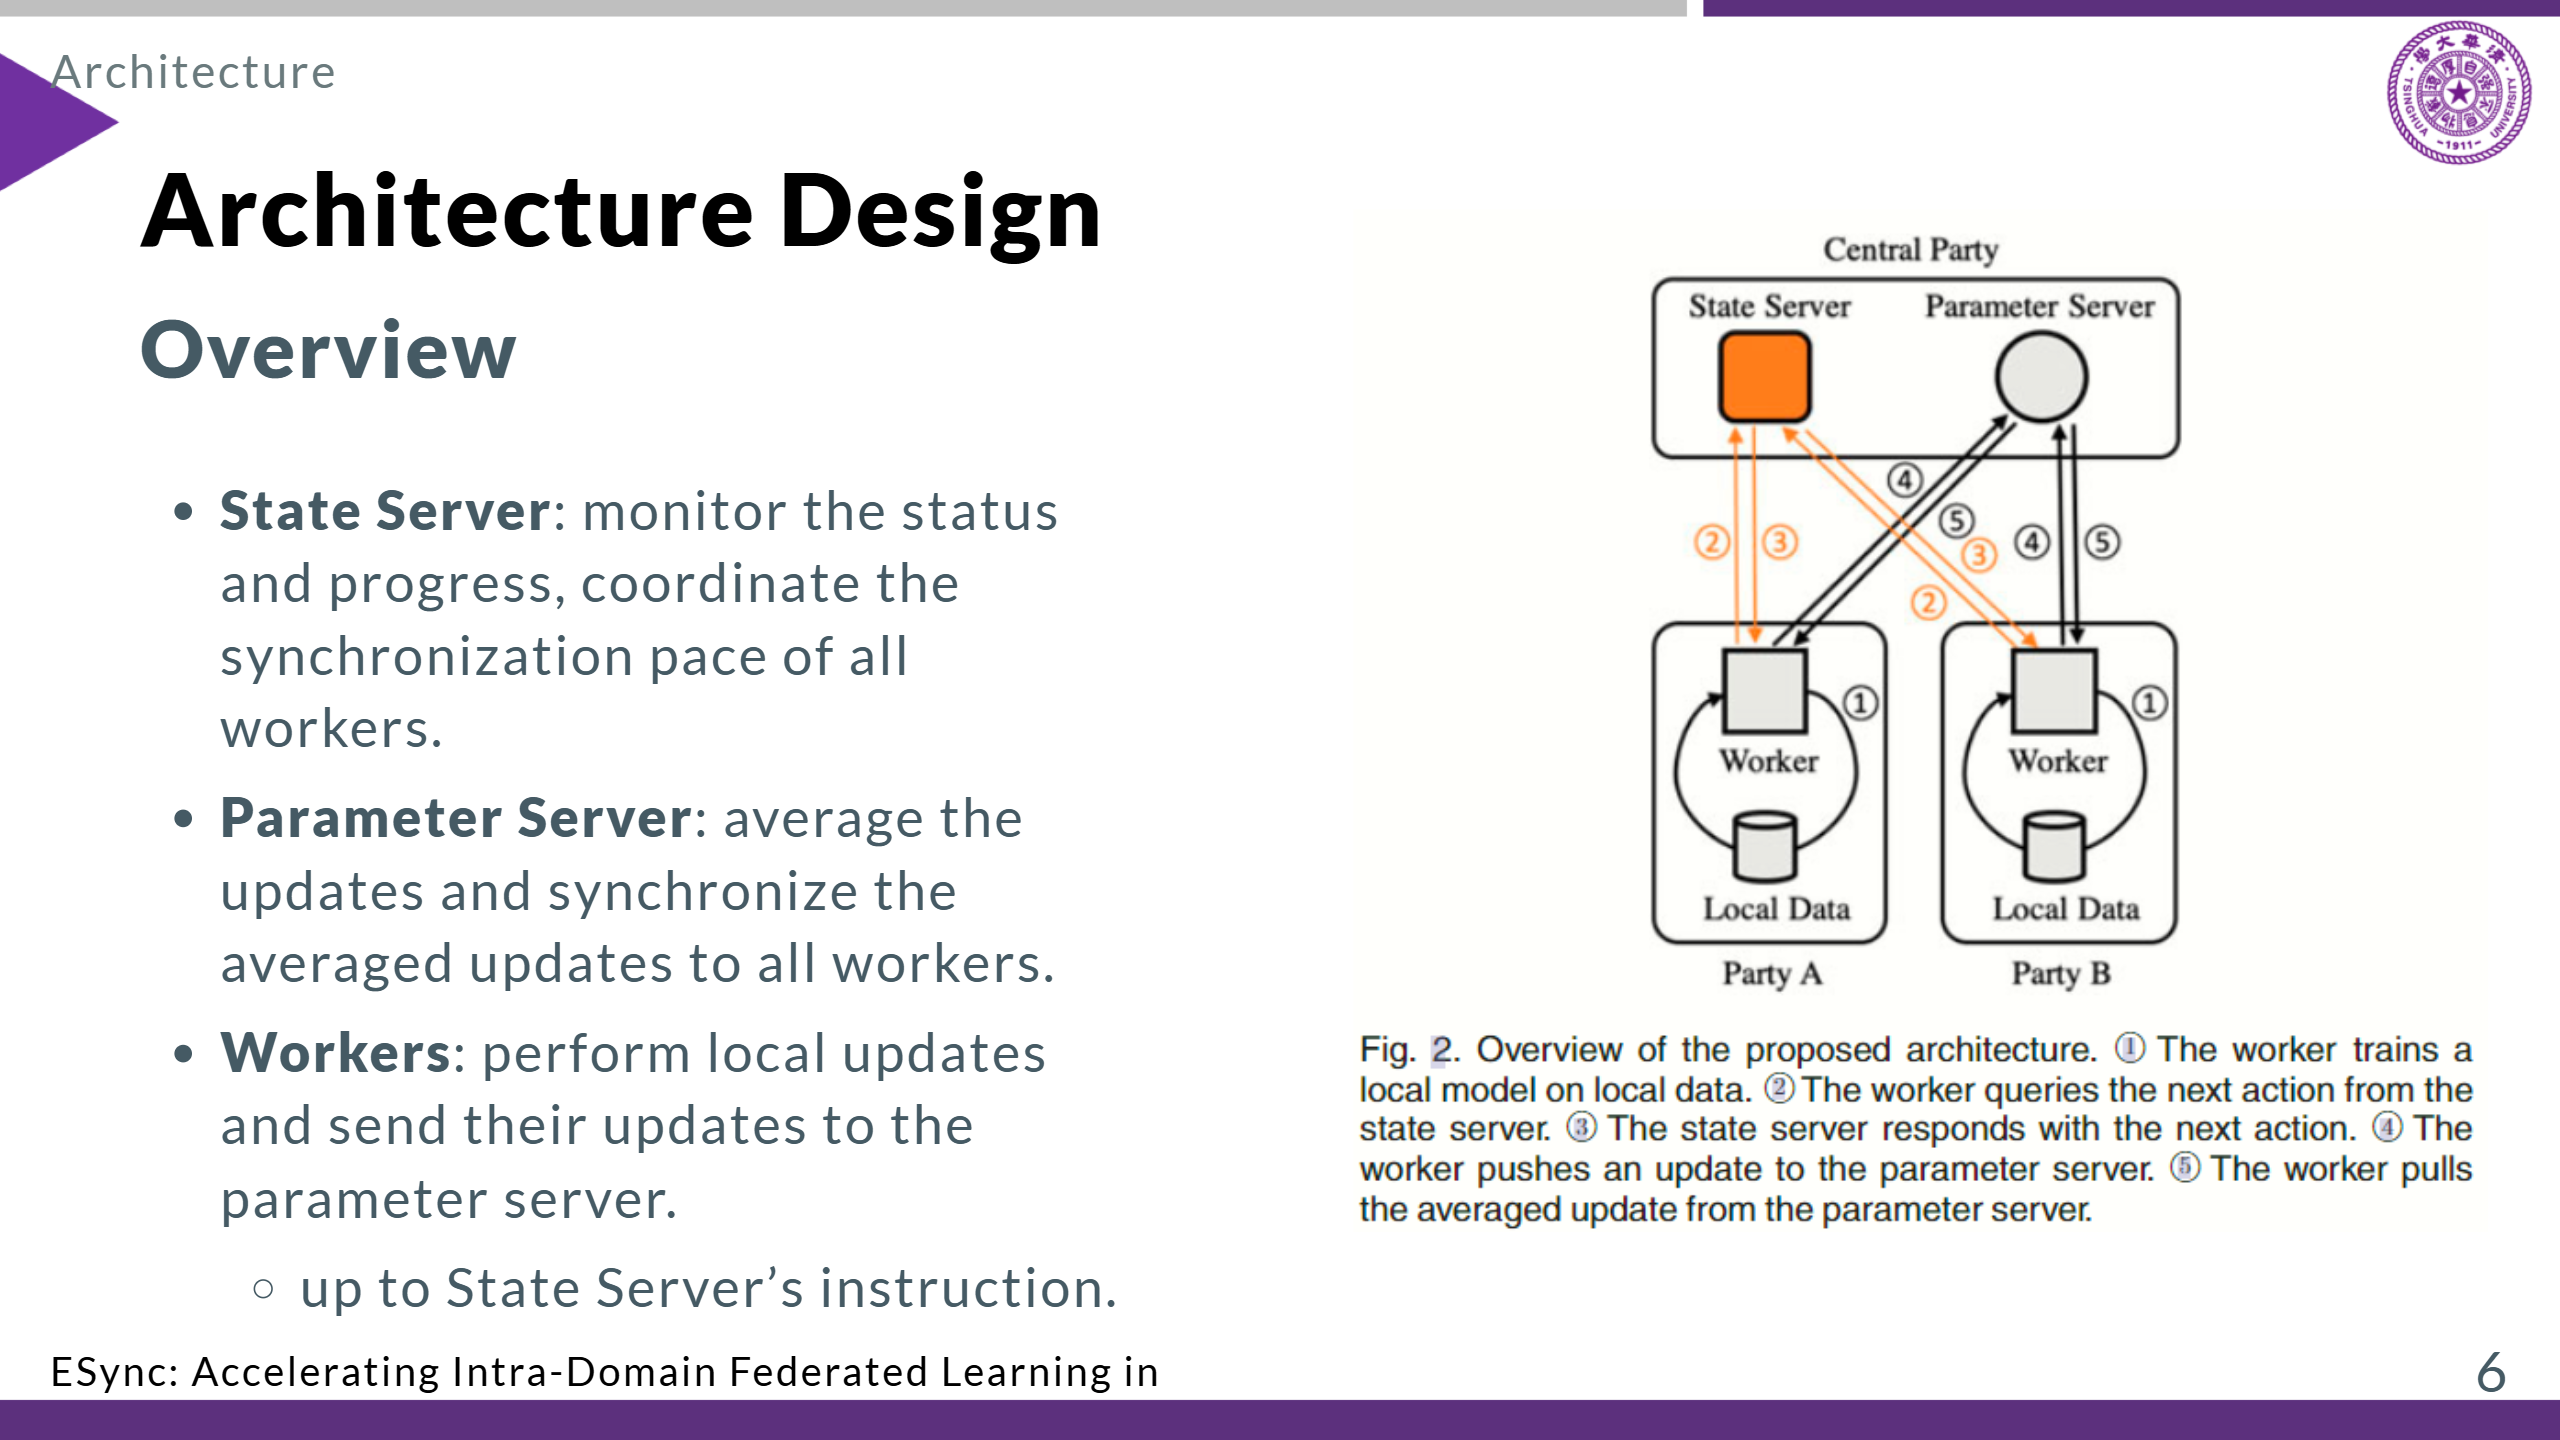 Architecture
Architecture Design
Overview
• State Server: monitor the status
and progress, coordinate the
synchronization pace of all
workers.
• Parameter Server: average the
updates and synchronize the
averaged updates to all workers.
• Workers: perform local updates
and send their updates to the
parameter server.
○ up to State Server’s instruction.
Central Party
State Server Parameter Server
④
⑤
② ③ ③ ④ ⑤
②
① ①
Worker Worker
Local Data Local Data
Party A Party B
Fig. 2. Overview of the proposed architecture. ① The worker trains a
local model on local data. ② The worker queries the next action from the
state server. ③ The state server responds with the next action. ④ The
worker pushes an update to the parameter server. ⑤ The worker pulls
the averaged update from the parameter server.
TSINGHUA UNIVERSITY
-1911-
ESync: Accelerating Intra-Domain Federated Learning in
6